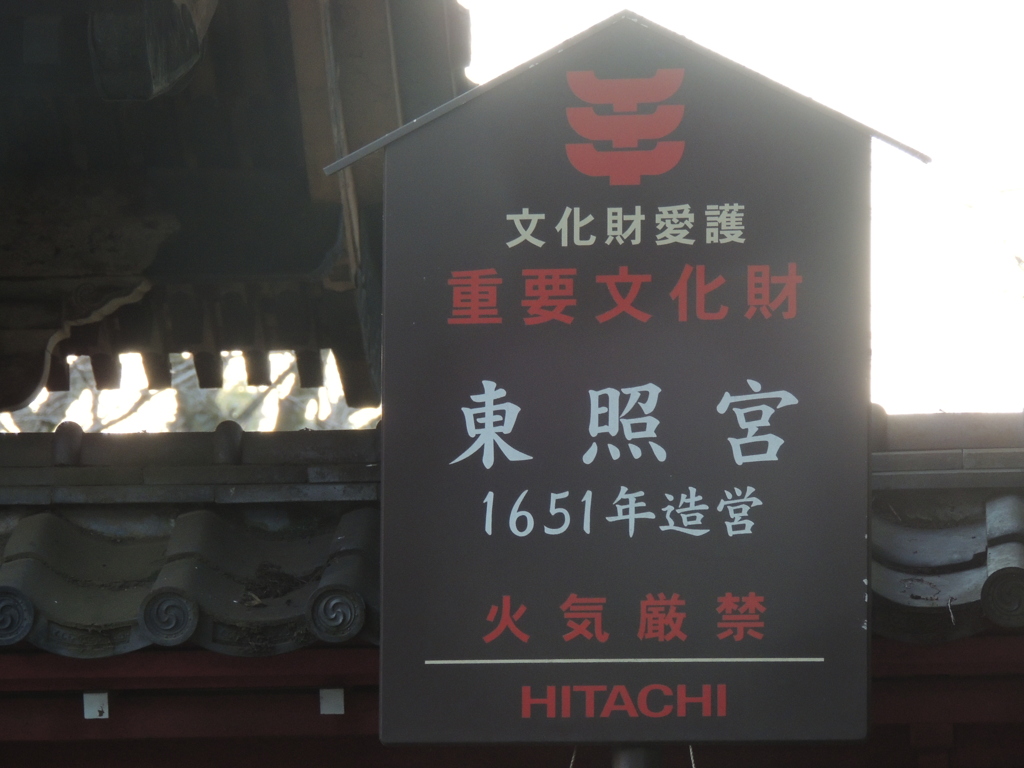 文化財愛護
重要文化財
東照宮
1651年造営
火気厳禁
HITACHI